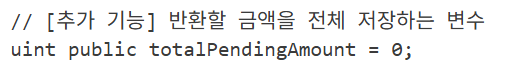 // [추가 기능] 반환할 금액을 전체 저장하는 변수
uint public totalPendingAmount = 0;